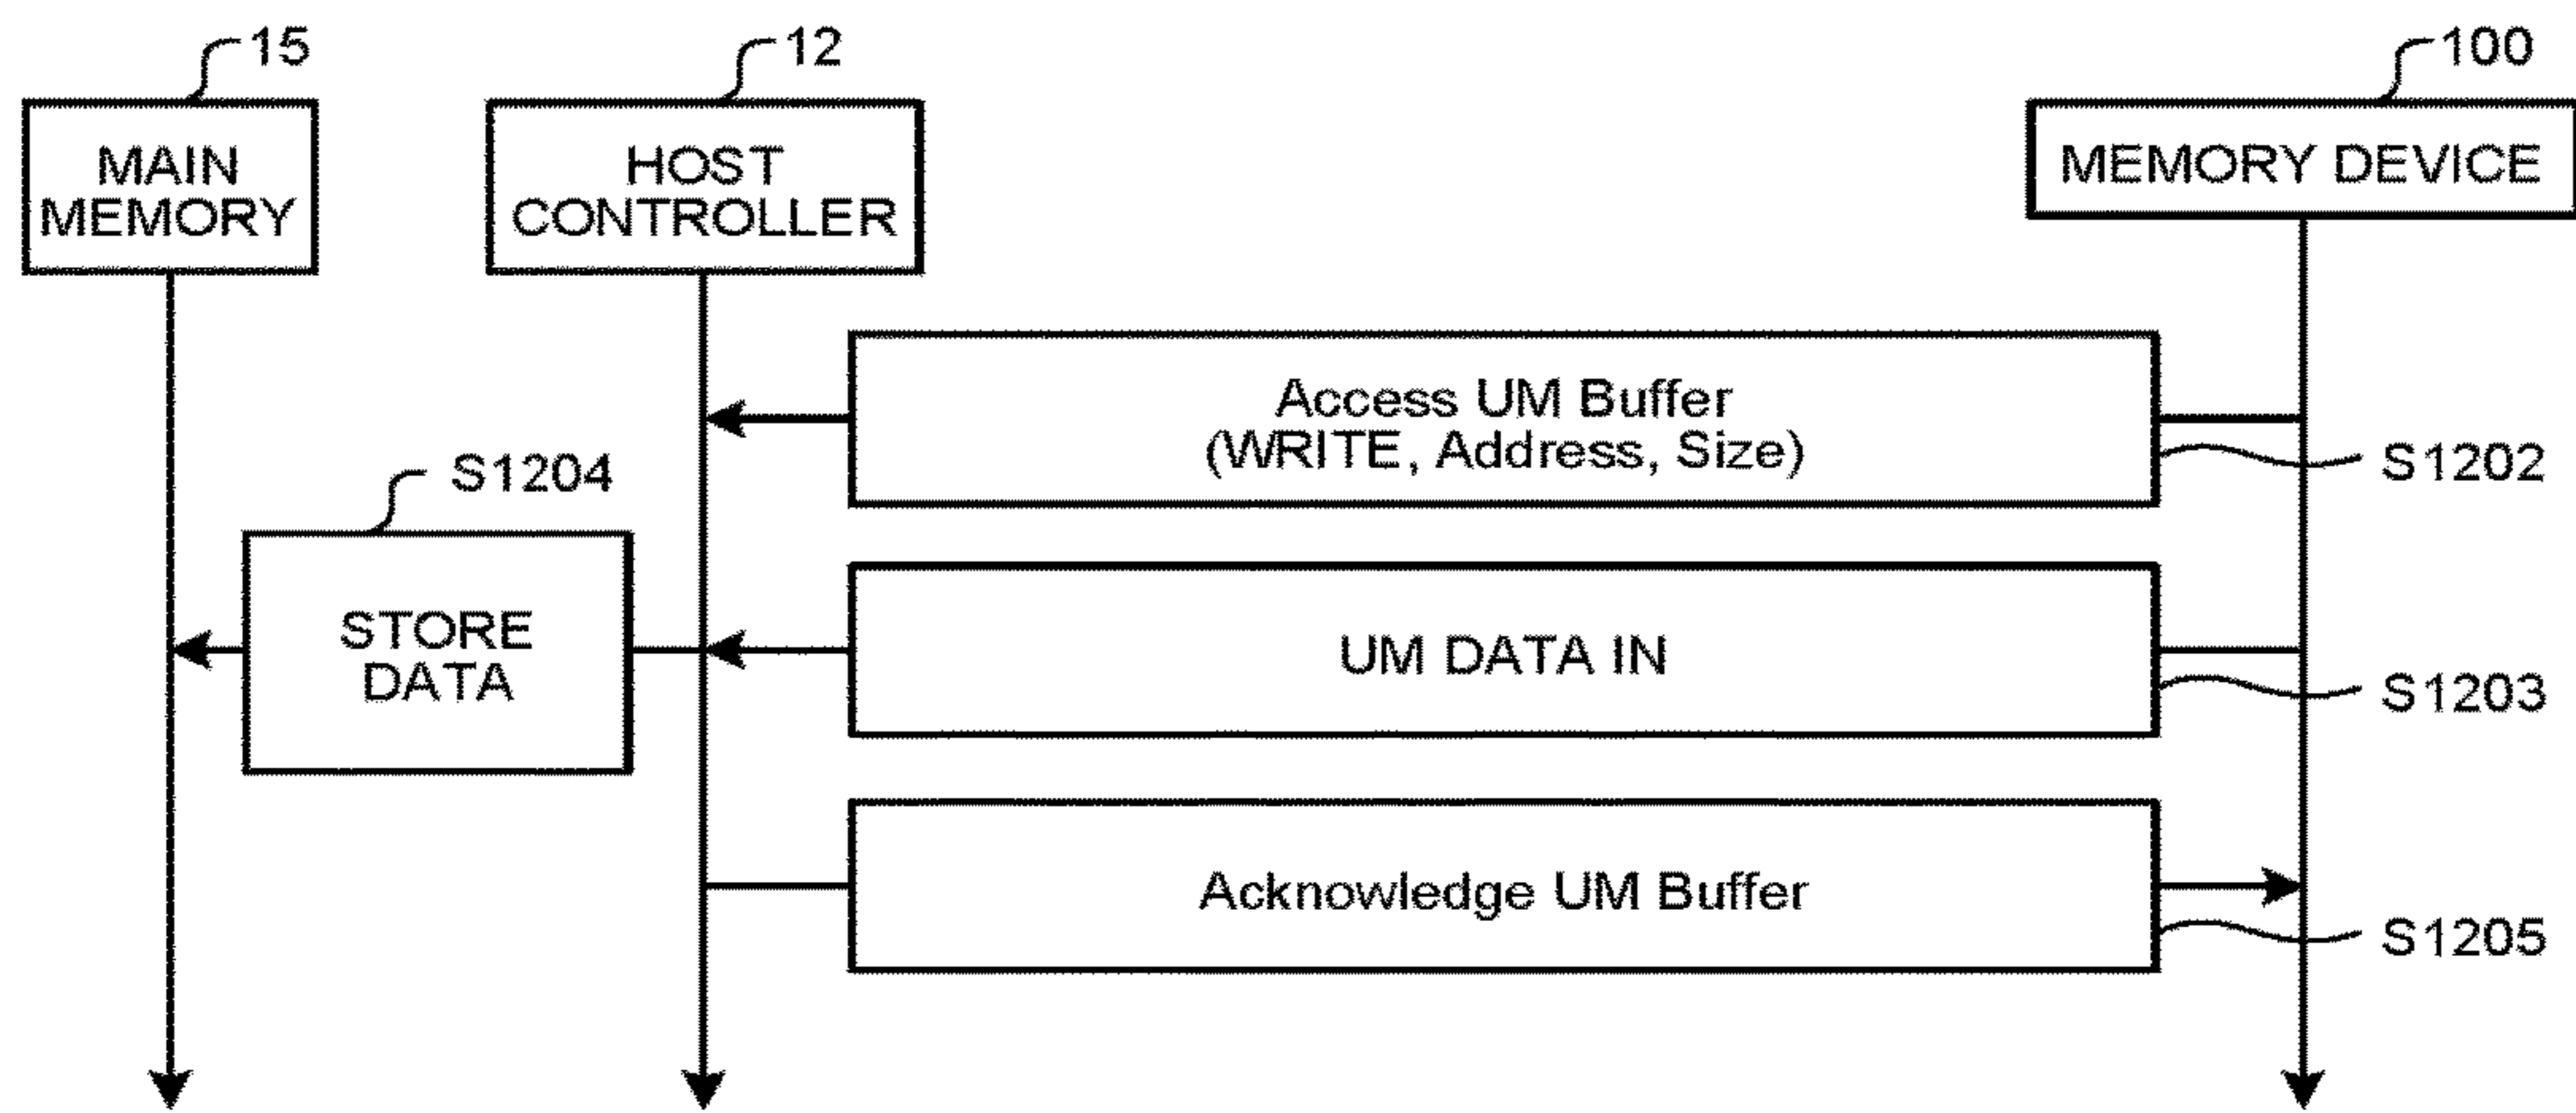 15
12
100
MAIN
MEMORY
HOST
CONTROLLER
MEMORY DEVICE
Access UM Buffer
(WRITE, Address, Size)
S1202
S1204
STORE
DATA
UM DATA IN
S1203
Acknowledge UM Buffer
S1205